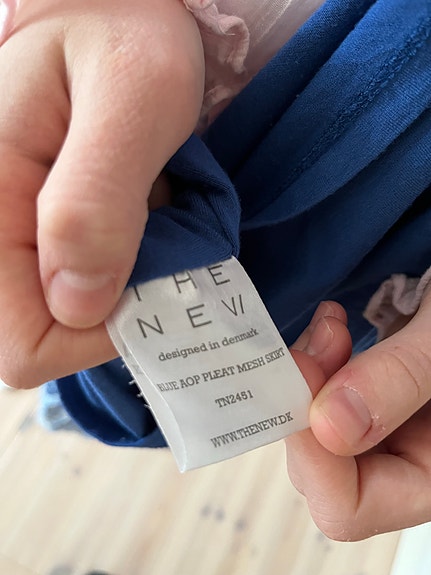 THE
NEW
designed in denmark
BLUE AOP PLEAT MESH SKIRT
TN2451
WWW.THENEW.DK